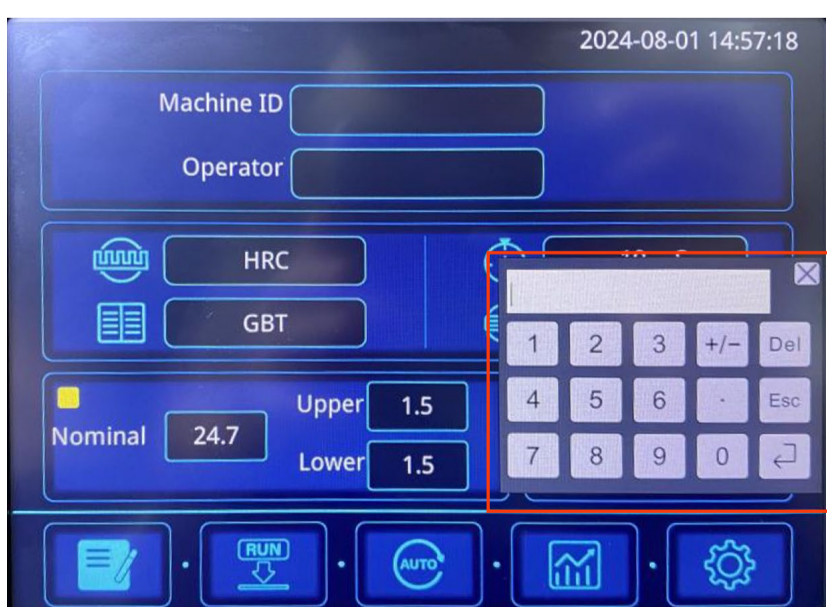 2024-08-01 14:57:18
Machine ID
Operator
HRC
GBT
1 2 3 +/- Del
4 5 6 . Esc
7 8 9 0
Upper 1.5
Nominal 24.7
Lower 1.5
RUN
AUTO